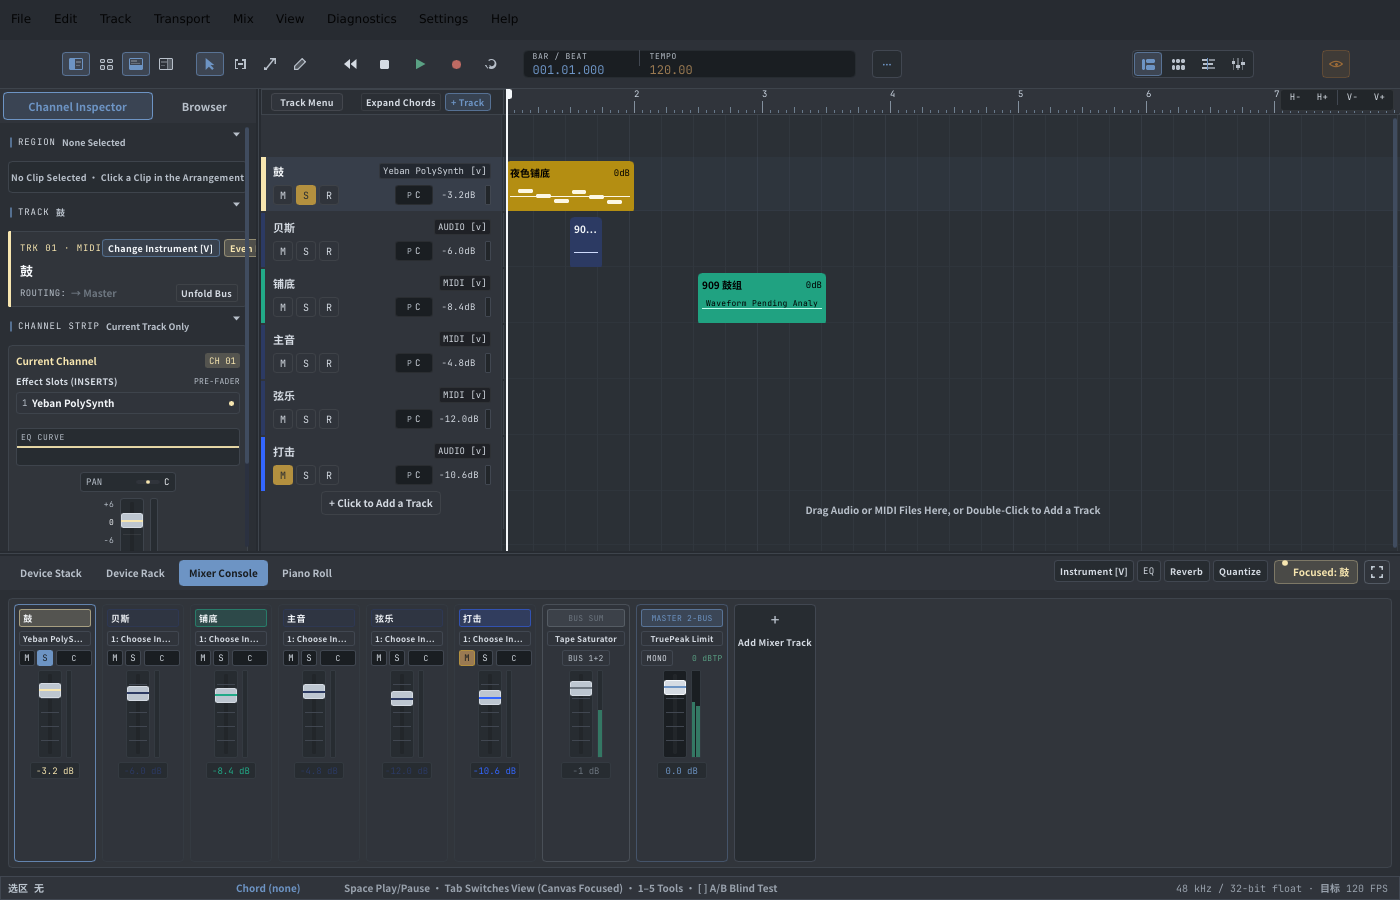 File Edit Track Transport Mix View Diagnostics Settings Help
BAR / BEAT TEMPO
001.01.000 120.00
...
Channel Inspector Browser
Track Menu Expand Chords + Track
2 3 4 5 6 7
H- H+ V- V+
REGION None Selected
No Clip Selected • Click a Clip in the Arrangement
TRACK 鼓
TRK 01 · MIDI Change Instrument [V] Even
鼓
ROUTING: → Master Unfold Bus
CHANNEL STRIP Current Track Only
Current Channel CH 01
Effect Slots (INSERTS) PRE-FADER
1 Yeban PolySynth
EQ CURVE
PAN C
+6
0
-6
鼓 Yeban PolySynth [v]
M S R P C -3.2dB
贝斯 AUDIO [v]
M S R P C -6.0dB
铺底 MIDI [v]
M S R P C -8.4dB
主音 MIDI [v]
M S R P C -4.8dB
弦乐 MIDI [v]
M S R P C -12.0dB
打击 AUDIO [v]
M S R P C -10.6dB
+ Click to Add a Track
夜色铺底 0dB
90...
909 鼓组 0dB
Waveform Pending Analy
Drag Audio or MIDI Files Here, or Double-Click to Add a Track
Device Stack Device Rack Mixer Console Piano Roll
Instrument [V] EQ Reverb Quantize Focused: 鼓
鼓 贝斯 铺底 主音 弦乐 打击 BUS SUM MASTER 2-BUS +
Yeban PolyS... 1: Choose In... 1: Choose In... 1: Choose In... 1: Choose In... 1: Choose In... Tape Saturator TruePeak Limit Add Mixer Track
M S C M S C M S C M S C M S C M S C BUS 1+2 MONO 0 dBTP
-3.2 dB -8.4 dB -10.6 dB -1 dB 0.0 dB
选区 无 Chord (none) Space Play/Pause • Tab Switches View (Canvas Focused) • 1-5 Tools • [ ] A/B Blind Test 48 kHz / 32-bit float · 目标 120 FPS